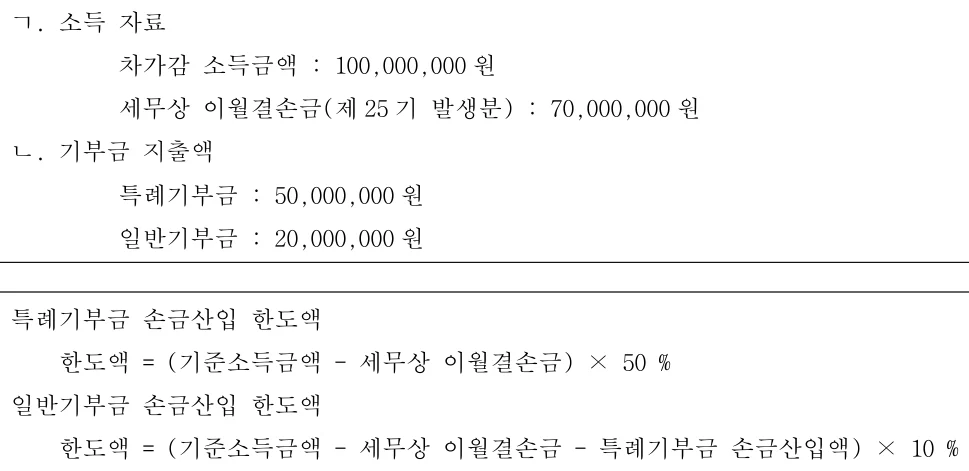 ㄱ. 소득 자료
차가감 소득금액 : 100,000,000 원
세무상 이월결손금(제 25 기 발생분) : 70,000,000 원
ㄴ. 기부금 지출액
특례기부금 : 50,000,000 원
일반기부금 : 20,000,000 원
특례기부금 손금산입 한도액
한도액 = (기준소득금액 - 세무상 이월결손금) × 50 %
일반기부금 손금산입 한도액
한도액 = (기준소득금액 - 세무상 이월결손금 - 특례기부금 손금산입액) × 10 %